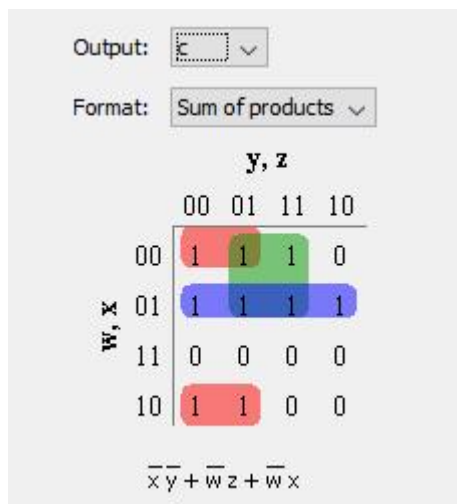 Output: c
Format: Sum of products
y, z
00 01 11 10
00 1 1 1 0
w, x 01 1 1 1 1
11 0 0 0 0
10 1 1 0 0
x̅ y̅ + w̅ z + w̅ x